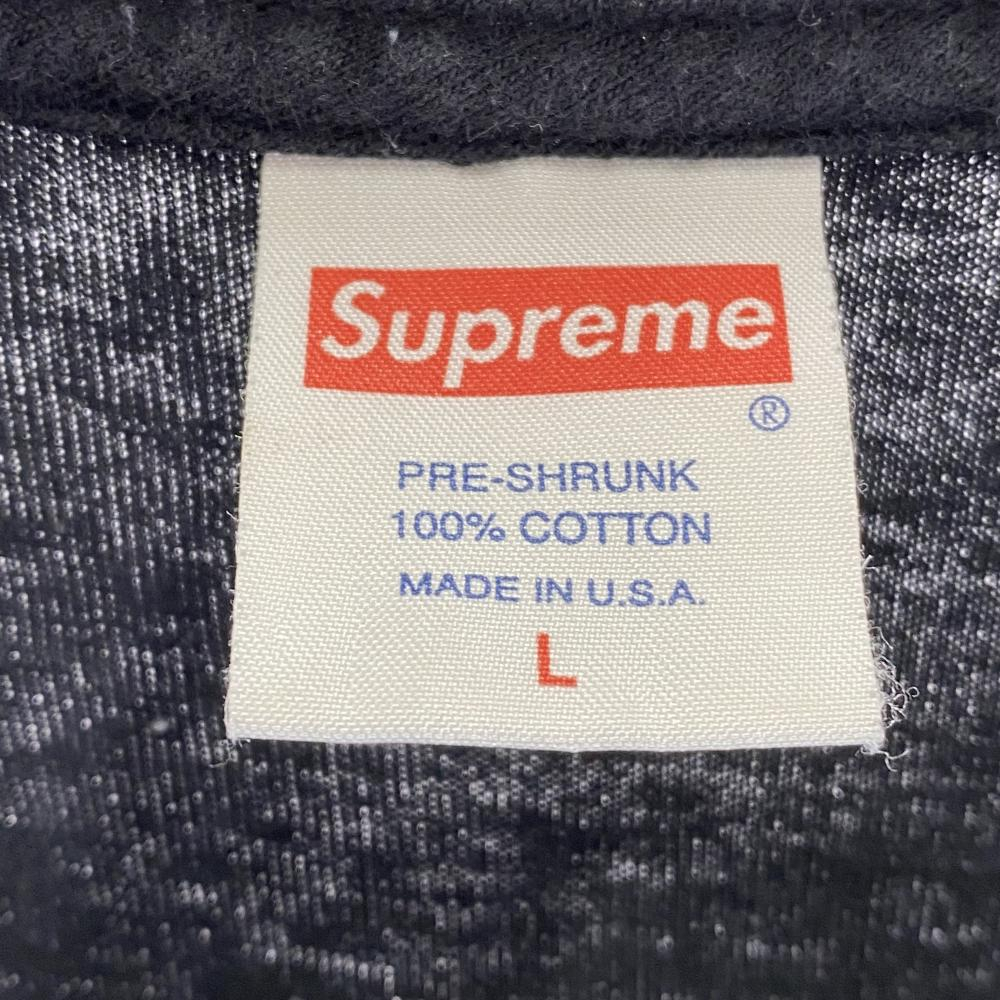 Supreme
®
PRE-SHRUNK
100% COTTON
MADE IN U.S.A.
L